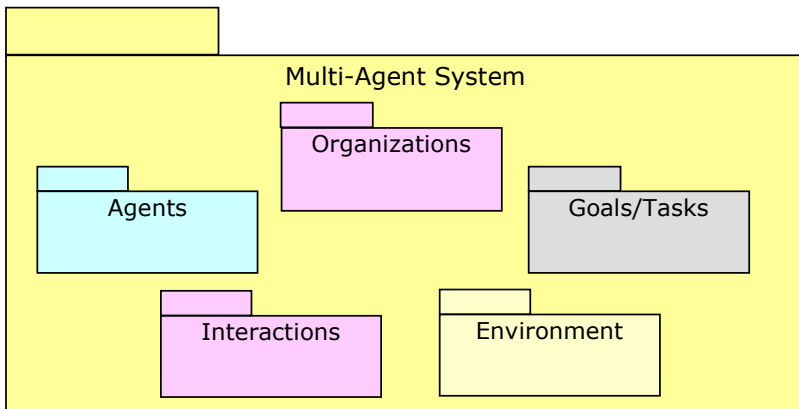 Multi-Agent System
Organizations
Agents
Goals/Tasks
Interactions
Environment